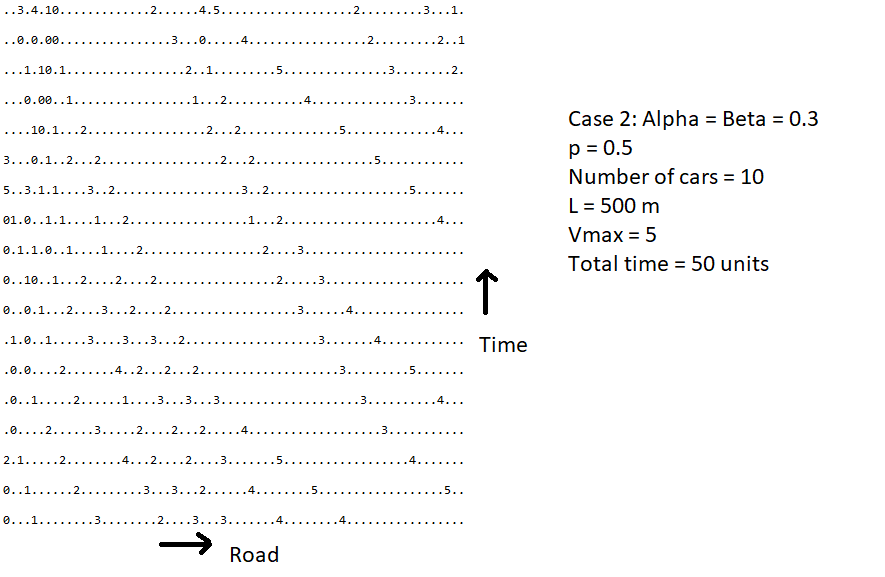 ..3.4.10.............2......4.5...................2.........3...1.
..0.0.00................3...0.....4.................2.........2..1
...1.10.1.................2..1.........5...............3........2.
...0.00..1.................1...2...........4..............3.......
....10.1...2.................2...2..............5.............4...
3...0.1..2...2.................2...2.................5............
5..3.1.1....3..2..................3..2....................5.......
01.0..1.1....1...2.................1...2......................4...
0.1.1.0..1....1....2.................2....3.......................
0..10..1...2....2....2.................2.....3....................
0..0.1...2....3...2....2..................3......4................
.1.0..1.....3....3...3...2...................3.......4............
.0.0....2.......4..2...2...2....................3.........5.......
.0..1.....2......1....3...3...3....................3..........4...
.0....2......3.....2....2...2.....4...................3...........
2.1.....2........4...2....2....3.......5..................4.......
0..1......2.........3...3...2......4........5..................5..
0...1........3........2....3...3.......4........4.................
Road
Time
Case 2: Alpha = Beta = 0.3
p = 0.5
Number of cars = 10
L = 500 m
Vmax = 5
Total time = 50 units